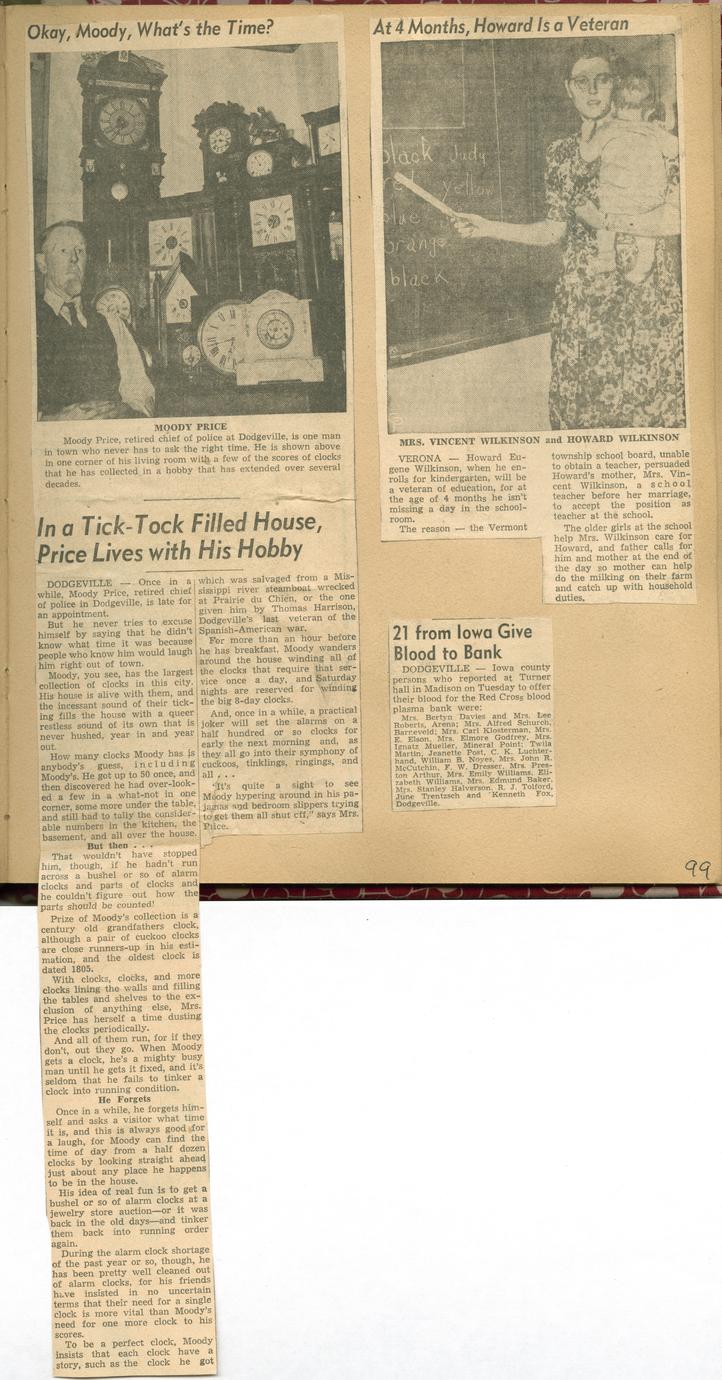 Okay, Moody, What's the Time?
MOODY PRICE
Moody Price, retired chief of police at Dodgeville, is one man
in town who never has to ask the right time. He is shown above
in one corner of his living room with a few of the scores of clocks
that he has collected in a hobby that has extended over several
decades.
In a Tick-Tock Filled House,
Price Lives with His Hobby
DODGEVILLE — Once in a
while, Moody Price, retired chief
of police in Dodgeville, is late for
an appointment.
But he never tries to excuse
himself by saying that he didn't
know what time it was because
people who know him would laugh
him right out of town.
Moody, you see, has the largest
collection of clocks in this city.
His house is alive with them, and
the incessant sound of their tick-
ing fills the house with a queer
restless sound of its own that is
never hushed, year in and year
out.
How many clocks Moody has is
anybody's guess, including
Moody's. He got up to 50 once, and
then discovered he had over-look-
ed a few in a what-not in one
corner, some more under the table,
and still had to tally the consider-
able numbers in the kitchen, the
basement, and all over the house.
But then . . .
That wouldn't have stopped
him, though, if he hadn't run
across a bushel or so of alarm
clocks and parts of clocks and
he couldn't figure out how the
parts should be counted!
Prize of Moody's collection is a
century old grandfathers clock,
although a pair of cuckoo clocks
are close runners-up in his esti-
mation, and the oldest clock is
dated 1805.
With clocks, clocks, and more
clocks lining the walls and filling
the tables and shelves to the ex-
clusion of anything else, Mrs.
Price has herself a time dusting
the clocks periodically.
And all of them run, for if they
don't, out they go. When Moody
gets a clock, he's a mighty busy
man until he gets it fixed, and it's
seldom that he fails to tinker a
clock into running condition.
He Forgets
Once in a while, he forgets him-
self and asks a visitor what time
it is, and this is always good for
a laugh, for Moody can find the
time of day from a half dozen
clocks by looking straight ahead
just about any place he happens
to be in the house.
His idea of real fun is to get a
bushel or so of alarm clocks at a
jewelry store auction—or it was
back in the old days—and tinker
them back into running order
again.
During the alarm clock shortage
of the past year or so, though, he
has been pretty well cleaned out
of alarm clocks, for his friends
have insisted in no uncertain
terms that their need for a single
clock is more vital than Moody's
need for one more clock to his
scores.
To be a perfect clock, Moody
insists that each clock have a
story, such as the clock he got
which was salvaged from a Mis-
sissippi river steamboat wrecked
at Prairie du Chien, or the one
given him by Thomas Harrison,
Dodgeville's last veteran of the
Spanish-American war.
For more than an hour before
he has breakfast, Moody wanders
around the house winding all of
the clocks that require that ser-
vice once a day, and Saturday
nights are reserved for winding
the big 8-day clocks.
And, once in a while, a practical
joker will set the alarms on a
half hundred or so clocks for
early the next morning and, as
they all go into their symphony of
cuckoos, tinklings, ringings, and
all . . .
"It's quite a sight to see
Moody hypering around in his pa-
jamas and bedroom slippers trying
to get them all shut off," says Mrs.
Price.
At 4 Months, Howard Is a Veteran
black Judy
red yellow
blue
orange
black
MRS. VINCENT WILKINSON and HOWARD WILKINSON
VERONA — Howard Eu-
gene Wilkinson, when he en-
rolls for kindergarten, will be
a veteran of education, for at
the age of 4 months he isn't
missing a day in the school-
room.
The reason — the Vermont
township school board, unable
to obtain a teacher, persuaded
Howard's mother, Mrs. Vin-
cent Wilkinson, a school
teacher before her marriage,
to accept the position as
teacher at the school.
The older girls at the school
help Mrs. Wilkinson care for
Howard, and father calls for
him and mother at the end of
the day so mother can help
do the milking on their farm
and catch up with household
duties.
21 from Iowa Give
Blood to Bank
DODGEVILLE — Iowa county
persons who reported at Turner
hall in Madison on Tuesday to offer
their blood for the Red Cross blood
plasma bank were:
Mrs. Bertyn Davies and Mrs. Lee
Roberts, Arena; Mrs. Alfred Schurch,
Barneveld; Mrs. Carl Klosterman, Mrs.
E. Elson, Mrs. Elmore Godfrey, Mrs.
Ignatz Mueller, Mineral Point; Twila
Martin, Jeanette Post, C. K. Luchter-
hand, William B. Noyes, Mrs. John R.
McCutchin, F. W. Dresser, Mrs. Pres-
ton Arthur, Mrs. Emily Williams, Eli-
zabeth Williams, Mrs. Edmund Baker,
Mrs. Stanley Halverson, R. J. Tolford,
June Trentzsch and Kenneth Fox,
Dodgeville.
99